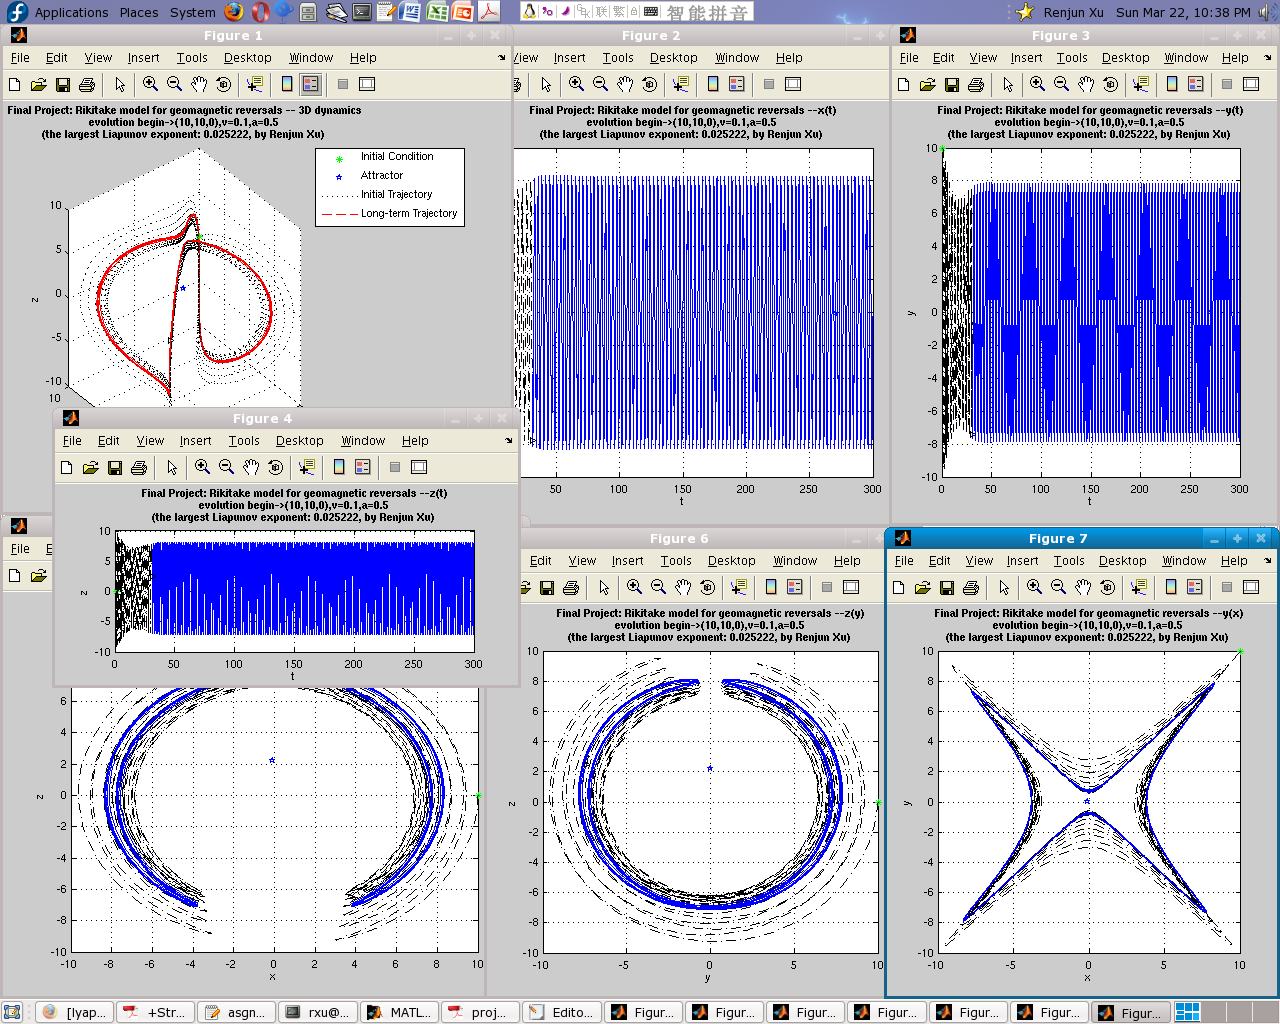 Applications Places System
联 繁 智能拼音
Renjun Xu Sun Mar 22, 10:38 PM
Figure 1
File Edit View Insert Tools Desktop Window Help
Final Project: Rikitake model for geomagnetic reversals -- 3D dynamics
evolution begin->(10,10,0),v=0.1,a=0.5
(the largest Liapunov exponent: 0.025222, by Renjun Xu)
Initial Condition
Attractor
Initial Trajectory
Long-term Trajectory
10
5
0
-5
-10
10
z
Figure 2
View Insert Tools Desktop Window Help
Final Project: Rikitake model for geomagnetic reversals --x(t)
evolution begin->(10,10,0),v=0.1,a=0.5
(the largest Liapunov exponent: 0.025222, by Renjun Xu)
50 100 150 200 250 300
t
Figure 3
File Edit View Insert Tools Desktop Window Help
Final Project: Rikitake model for geomagnetic reversals --y(t)
evolution begin->(10,10,0),v=0.1,a=0.5
(the largest Liapunov exponent: 0.025222, by Renjun Xu)
10
8
6
4
2
0
-2
-4
-6
-8
-10
y
0 50 100 150 200 250 300
t
Figure 4
File Edit View Insert Tools Desktop Window Help
Final Project: Rikitake model for geomagnetic reversals --z(t)
evolution begin->(10,10,0),v=0.1,a=0.5
(the largest Liapunov exponent: 0.025222, by Renjun Xu)
10
5
0
-5
-10
z
0 50 100 150 200 250 300
t
File E
6
4
2
0
-2
-4
-6
-8
-10
z
-10 -8 -6 -4 -2 0 2 4 6 8 10
x
Figure 6
Edit View Insert Tools Desktop Window Help
Final Project: Rikitake model for geomagnetic reversals --z(y)
evolution begin->(10,10,0),v=0.1,a=0.5
(the largest Liapunov exponent: 0.025222, by Renjun Xu)
10
8
6
4
2
0
-2
-4
-6
-8
-10
z
-5 0 5 10
y
Figure 7
File Edit View Insert Tools Desktop Window Help
Final Project: Rikitake model for geomagnetic reversals --y(x)
evolution begin->(10,10,0),v=0.1,a=0.5
(the largest Liapunov exponent: 0.025222, by Renjun Xu)
10
8
6
4
2
0
-2
-4
-6
-8
-10
y
-10 -5 0 5 10
x
[lyap... +Str... asgn... rxu@... MATL... proj... Edito... Figur... Figur... Figur... Figur... Figur... Figur... Figur...